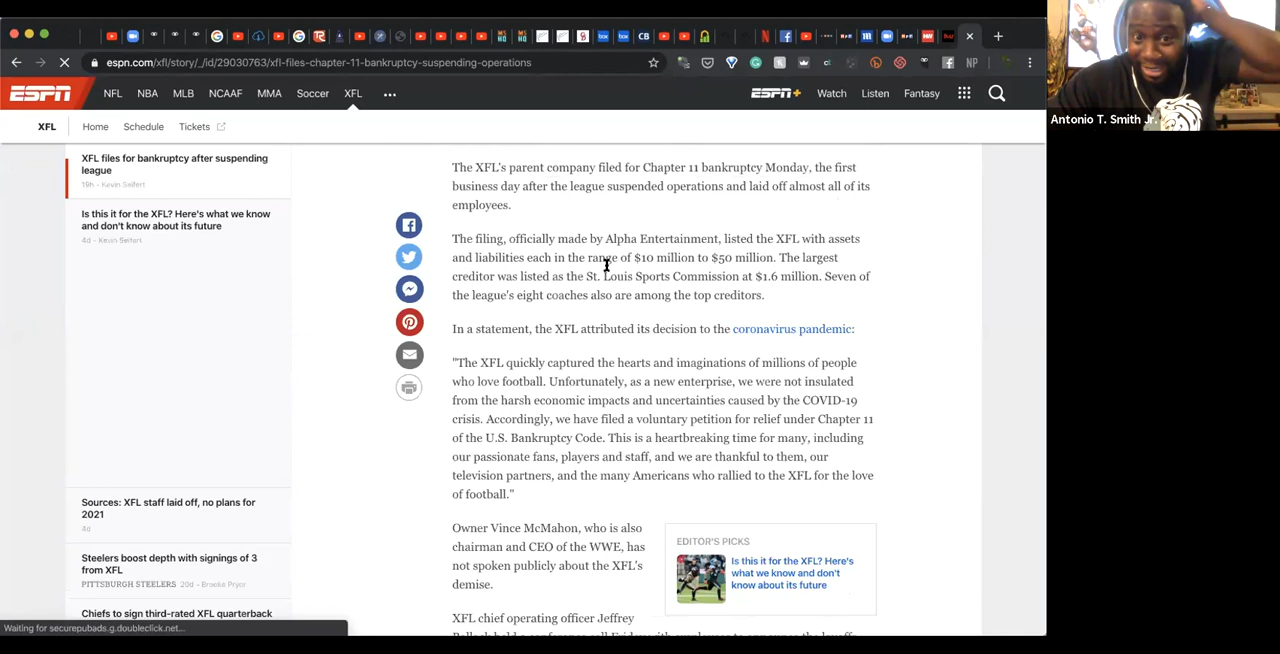 espn.com/xfl/story/_/id/29030763/xfl-files-chapter-11-bankruptcy-suspending-operations
ESPN NFL NBA MLB NCAAF MMA Soccer XFL ... ESPN+ Watch Listen Fantasy
XFL Home Schedule Tickets
XFL files for bankruptcy after suspending
league
19h - Kevin Seifert
Is this it for the XFL? Here's what we know
and don't know about its future
4d - Kevin Seifert
Sources: XFL staff laid off, no plans for
2021
4d
Steelers boost depth with signings of 3
from XFL
PITTSBURGH STEELERS 20d - Brooke Pryor
Chiefs to sign third-rated XFL quarterback
Waiting for securepubads.g.doubleclick.net...
The XFL's parent company filed for Chapter 11 bankruptcy Monday, the first
business day after the league suspended operations and laid off almost all of its
employees.
The filing, officially made by Alpha Entertainment, listed the XFL with assets
and liabilities each in the range of $10 million to $50 million. The largest
creditor was listed as the St. Louis Sports Commission at $1.6 million. Seven of
the league's eight coaches also are among the top creditors.
In a statement, the XFL attributed its decision to the coronavirus pandemic:
"The XFL quickly captured the hearts and imaginations of millions of people
who love football. Unfortunately, as a new enterprise, we were not insulated
from the harsh economic impacts and uncertainties caused by the COVID-19
crisis. Accordingly, we have filed a voluntary petition for relief under Chapter 11
of the U.S. Bankruptcy Code. This is a heartbreaking time for many, including
our passionate fans, players and staff, and we are thankful to them, our
television partners, and the many Americans who rallied to the XFL for the love
of football."
Owner Vince McMahon, who is also
chairman and CEO of the WWE, has
not spoken publicly about the XFL's
demise.
XFL chief operating officer Jeffrey
EDITOR'S PICKS
Is this it for the XFL? Here's
what we know and don't
know about its future
Antonio T. Smith Jr.